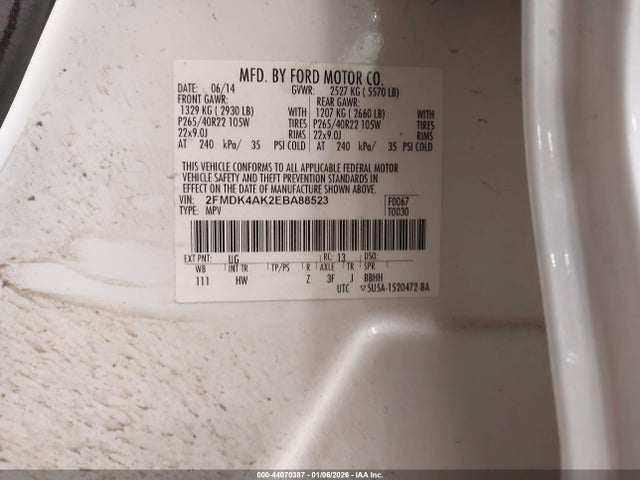 MFD. BY FORD MOTOR CO.
DATE: 06/14 GVWR: 2527 KG ( 5570 LB)
FRONT GAWR: REAR GAWR:
1329 KG ( 2930 LB) WITH 1207 KG ( 2660 LB) WITH
P265/40R22 105W TIRES P265/40R22 105W TIRES
22x9.0J RIMS 22x9.0J RIMS
AT 240 kPa/ 35 PSI COLD AT 240 kPa/ 35 PSI COLD
THIS VEHICLE CONFORMS TO ALL APPLICABLE FEDERAL MOTOR
VEHICLE SAFETY AND THEFT PREVENTION STANDARDS IN
EFFECT ON THE DATE OF MANUFACTURE SHOWN ABOVE.
VIN: 2FMDK4AK2EBA88523 F0067
TYPE: MPV T0030
EXT PNT: UG RC: 13 DSO:
WB INT TR TP/PS R AXLE TR SPR
111 HW Z 3F J BBHH
UTC ▽5U5A-1520472-BA
000-44070387 - 01/06/2026 - IAA Inc.